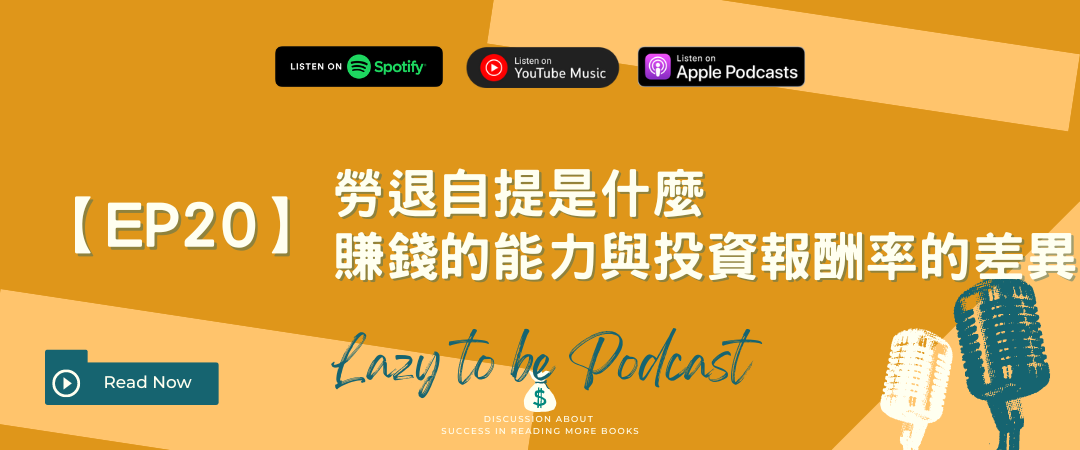 LISTEN ON Spotify
Listen on
YouTube Music
Listen on
Apple Podcasts
【EP20】
勞退自提是什麼
賺錢的能力與投資報酬率的差異
Lazy to be Podcast
Read Now
$
DISCUSSION ABOUT
SUCCESS IN READING MORE BOOKS